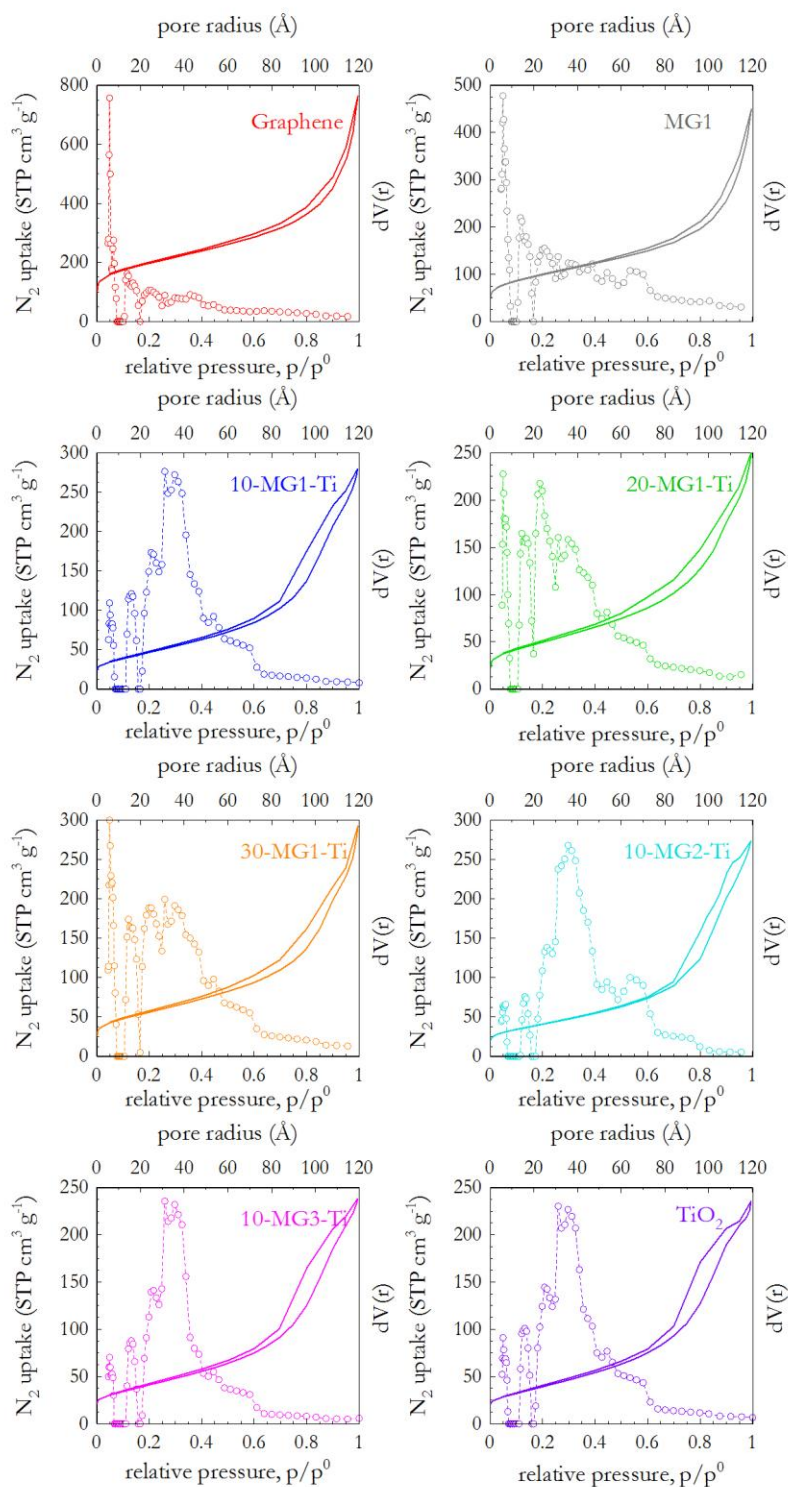 pore radius (Å)
0 20 40 60 80 100 120
800
600
400
200
0
N₂ uptake (STP cm³ g⁻¹)
Graphene
dV(r)
0 0.2 0.4 0.6 0.8 1
relative pressure, p/p⁰
pore radius (Å)
0 20 40 60 80 100 120
500
400
300
200
100
0
N₂ uptake (STP cm³ g⁻¹)
MG1
dV(r)
0 0.2 0.4 0.6 0.8 1
relative pressure, p/p⁰
pore radius (Å)
0 20 40 60 80 100 120
300
250
200
150
100
50
0
N₂ uptake (STP cm³ g⁻¹)
10-MG1-Ti
dV(r)
0 0.2 0.4 0.6 0.8 1
relative pressure, p/p⁰
pore radius (Å)
0 20 40 60 80 100 120
250
200
150
100
50
0
N₂ uptake (STP cm³ g⁻¹)
20-MG1-Ti
dV(r)
0 0.2 0.4 0.6 0.8 1
relative pressure, p/p⁰
pore radius (Å)
0 20 40 60 80 100 120
300
250
200
150
100
50
0
N₂ uptake (STP cm³ g⁻¹)
30-MG1-Ti
dV(r)
0 0.2 0.4 0.6 0.8 1
relative pressure, p/p⁰
pore radius (Å)
0 20 40 60 80 100 120
300
250
200
150
100
50
0
N₂ uptake (STP cm³ g⁻¹)
10-MG2-Ti
dV(r)
0 0.2 0.4 0.6 0.8 1
relative pressure, p/p⁰
pore radius (Å)
0 20 40 60 80 100 120
250
200
150
100
50
0
N₂ uptake (STP cm³ g⁻¹)
10-MG3-Ti
dV(r)
0 0.2 0.4 0.6 0.8 1
relative pressure, p/p⁰
pore radius (Å)
0 20 40 60 80 100 120
250
200
150
100
50
0
N₂ uptake (STP cm³ g⁻¹)
TiO₂
dV(r)
0 0.2 0.4 0.6 0.8 1
relative pressure, p/p⁰